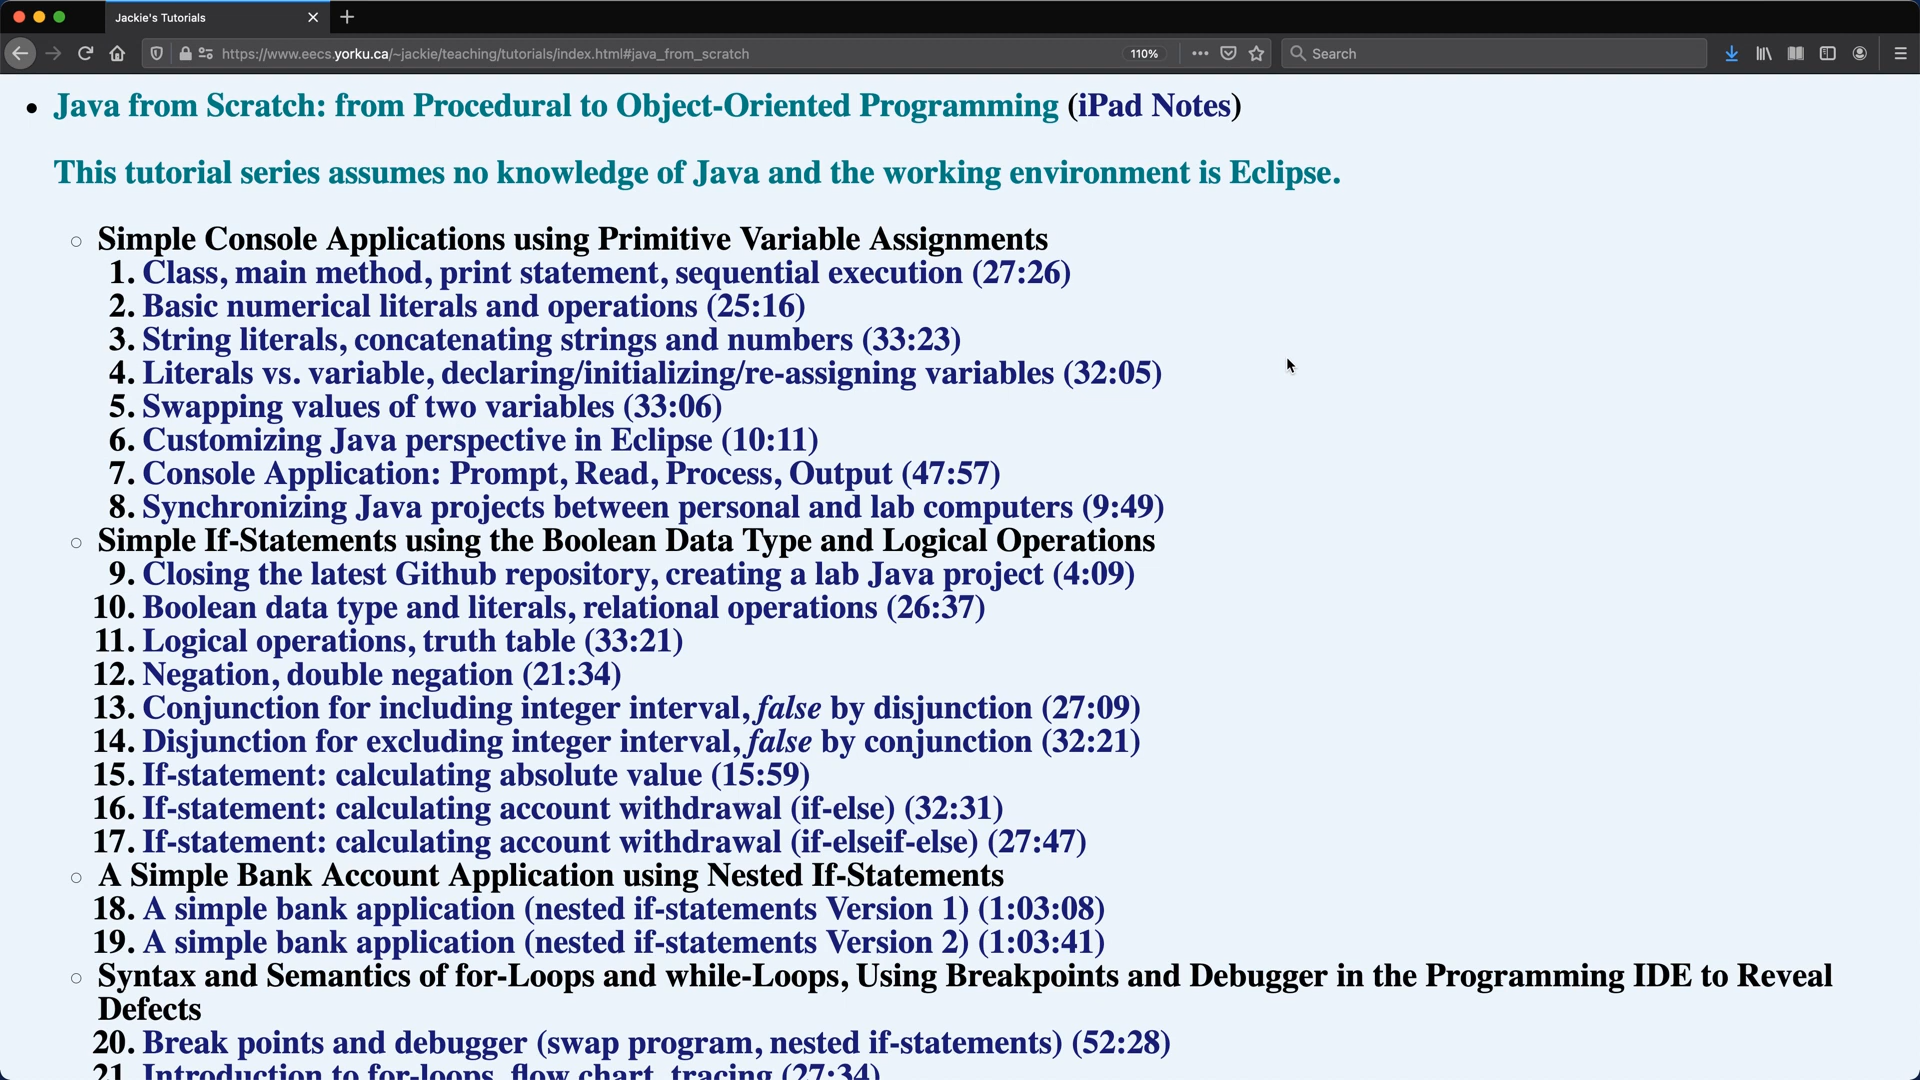 Jackie's Tutorials
https://www.eecs.yorku.ca/~jackie/teaching/tutorials/index.html#java_from_scratch
110%
Search
Java from Scratch: from Procedural to Object-Oriented Programming (iPad Notes)
This tutorial series assumes no knowledge of Java and the working environment is Eclipse.
Simple Console Applications using Primitive Variable Assignments
1. Class, main method, print statement, sequential execution (27:26)
2. Basic numerical literals and operations (25:16)
3. String literals, concatenating strings and numbers (33:23)
4. Literals vs. variable, declaring/initializing/re-assigning variables (32:05)
5. Swapping values of two variables (33:06)
6. Customizing Java perspective in Eclipse (10:11)
7. Console Application: Prompt, Read, Process, Output (47:57)
8. Synchronizing Java projects between personal and lab computers (9:49)
Simple If-Statements using the Boolean Data Type and Logical Operations
9. Closing the latest Github repository, creating a lab Java project (4:09)
10. Boolean data type and literals, relational operations (26:37)
11. Logical operations, truth table (33:21)
12. Negation, double negation (21:34)
13. Conjunction for including integer interval, false by disjunction (27:09)
14. Disjunction for excluding integer interval, false by conjunction (32:21)
15. If-statement: calculating absolute value (15:59)
16. If-statement: calculating account withdrawal (if-else) (32:31)
17. If-statement: calculating account withdrawal (if-elseif-else) (27:47)
A Simple Bank Account Application using Nested If-Statements
18. A simple bank application (nested if-statements Version 1) (1:03:08)
19. A simple bank application (nested if-statements Version 2) (1:03:41)
Syntax and Semantics of for-Loops and while-Loops, Using Breakpoints and Debugger in the Programming IDE to Reveal
Defects
20. Break points and debugger (swap program, nested if-statements) (52:28)
21. Introduction to for-loops, flow chart, tracing (27:34)